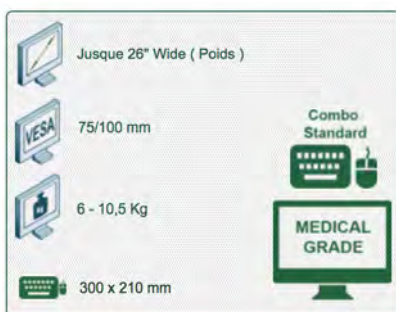 Jusque 26" Wide ( Poids )
VESA
75/100 mm
6 - 10,5 Kg
300 x 210 mm
Combo
Standard
MEDICAL
GRADE